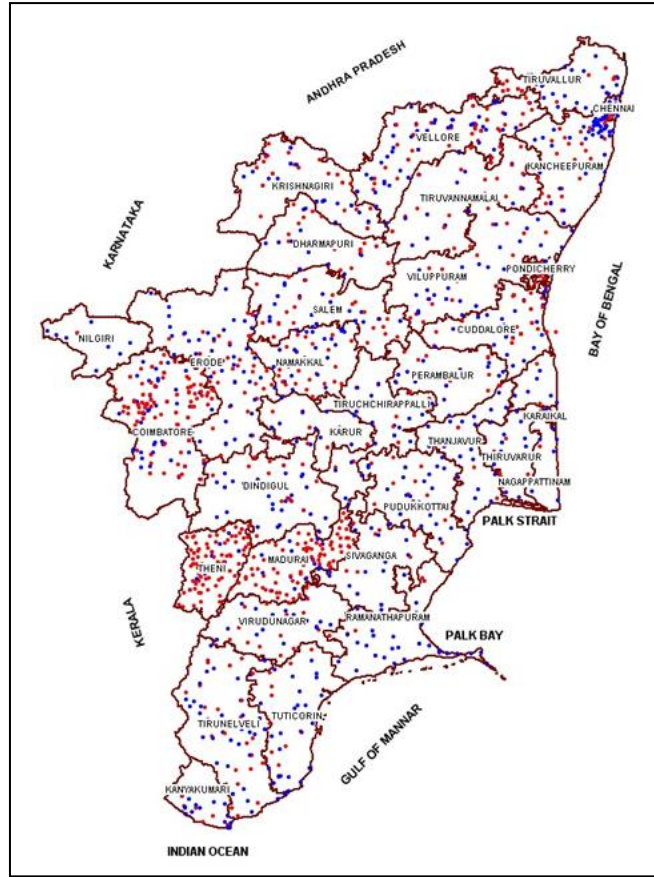 ANDHRA PRADESH
TIRUVALLUR
CHENNAI
VELLORE
KANCHEEPURAM
KRISHNAGIRI
TIRUVANNAMALAI
KARNATAKA
DHARMAPURI
PONDICHERRY
VILUPPURAM
BAY OF BENGAL
SALEM
CUDDALORE
NILGIRI
ERODE
NAMAKKAL
PERAMBALUR
TIRUCHCHIRAPPALLI
KARAIKAL
COIMBATORE
KARUR
THANJAVUR
THIRUVARUR
NAGAPPATTINAM
'DINDIGUL
PUDUKKOTTAI
PALK STRAIT
SIVAGANGA
MADURAI
THENI
KERALA
VIRUDUNAGAR
RAMANATHAPURAM
PALK BAY
TIRUNELVELI
TUTICORIN
GULF OF MANNAR
KANYAKUMARI
INDIAN OCEAN